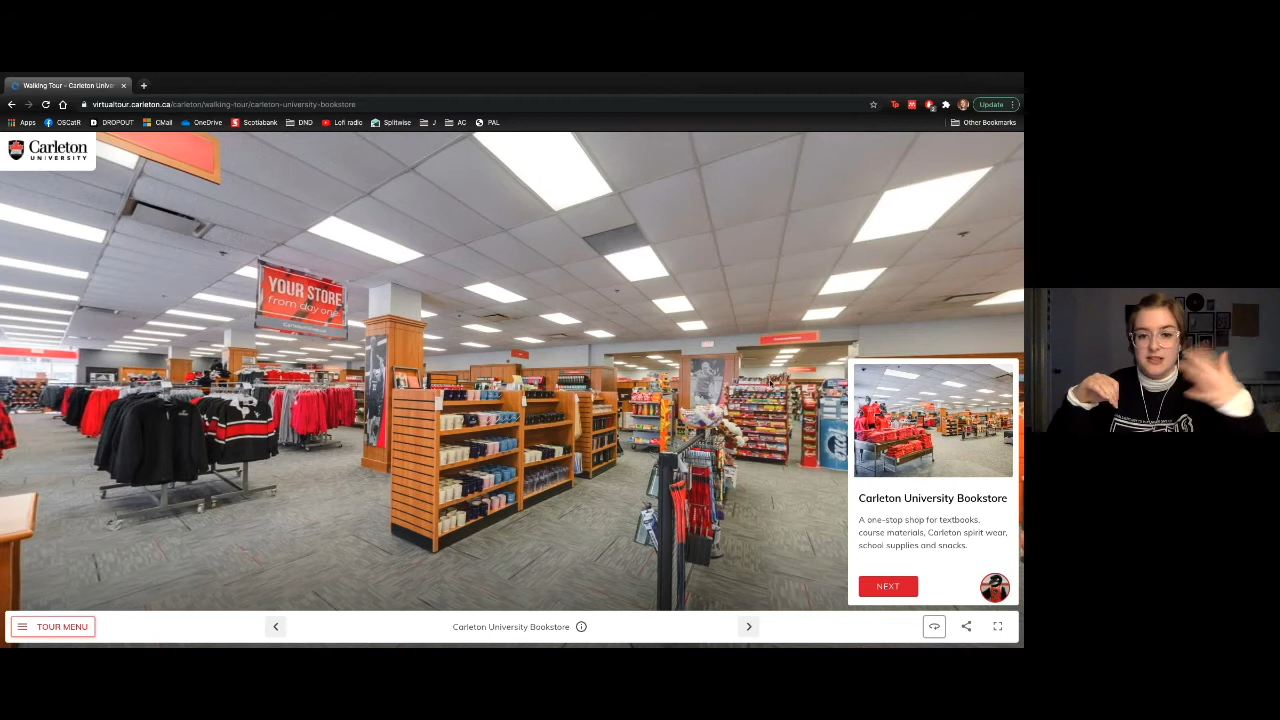 Walking Tour – Carleton Unive
virtualtour.carleton.ca/carleton/walking-tour/carleton-university-bookstore
Update
Apps OSCatR DROPOUT GMail OneDrive Scotiabank DND Lofi radio Splitwise J AC PAL Other Bookmarks
Carleton
UNIVERSITY
YOUR STORE
from day one.
Carleton University Bookstore
A one-stop shop for textbooks,
course materials, Carleton spirit wear,
school supplies and snacks.
NEXT
TOUR MENU
Carleton University Bookstore